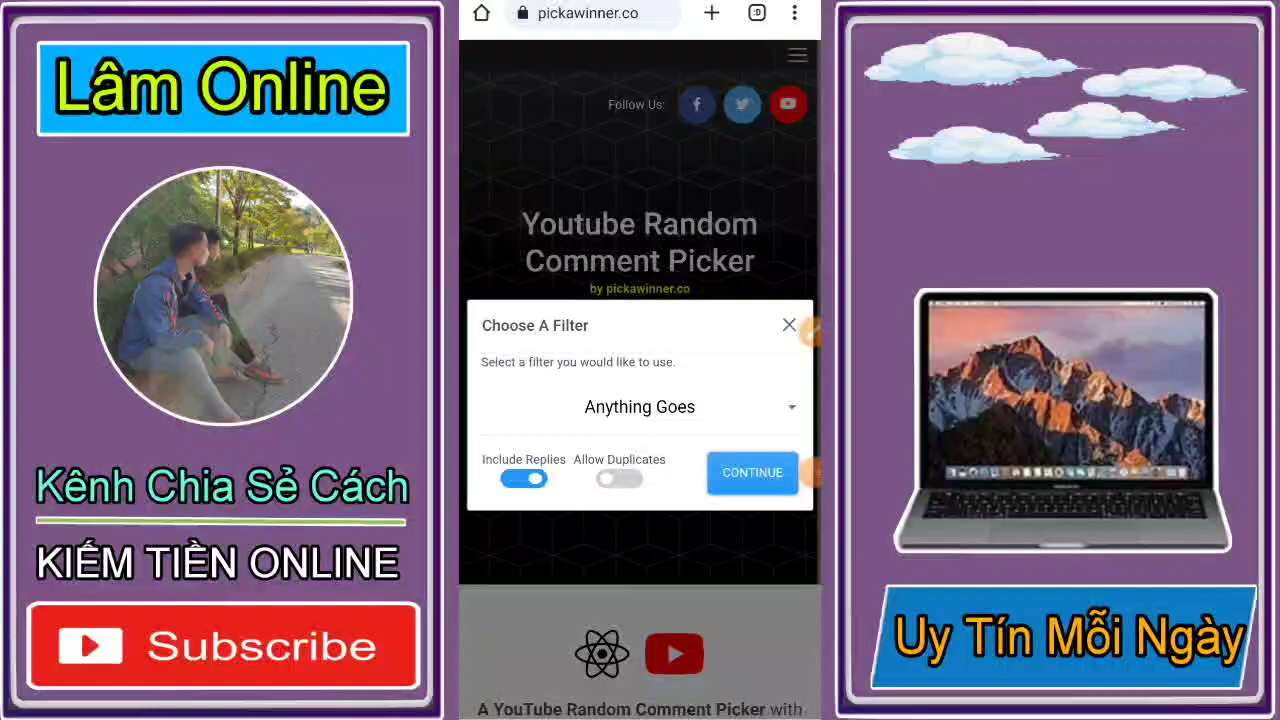 Lâm Online
Kênh Chia Sẻ Cách
KIẾM TIỀN ONLINE
Subscribe
pickawinner.co
:D
Follow Us:
Youtube Random
Comment Picker
by pickawinner.co
Choose A Filter
Select a filter you would like to use.
Anything Goes
Include Replies
Allow Duplicates
CONTINUE
A YouTube Random Comment Picker with
Uy Tín Mỗi Ngày